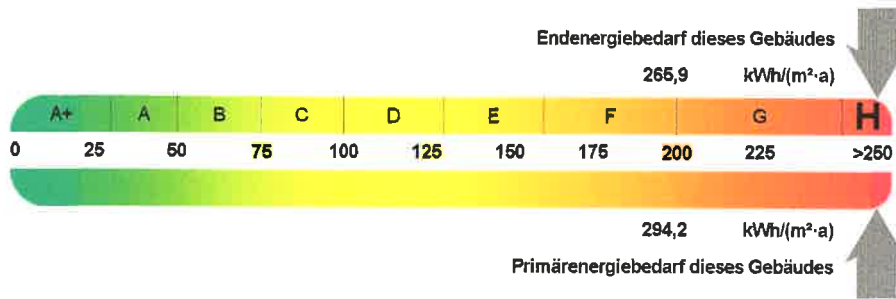 Endenergiebedarf dieses Gebäudes
265,9 kWh/(m²·a)
A+ A B C D E F G H
0 25 50 75 100 125 150 175 200 225 >250
294,2 kWh/(m²·a)
Primärenergiebedarf dieses Gebäudes